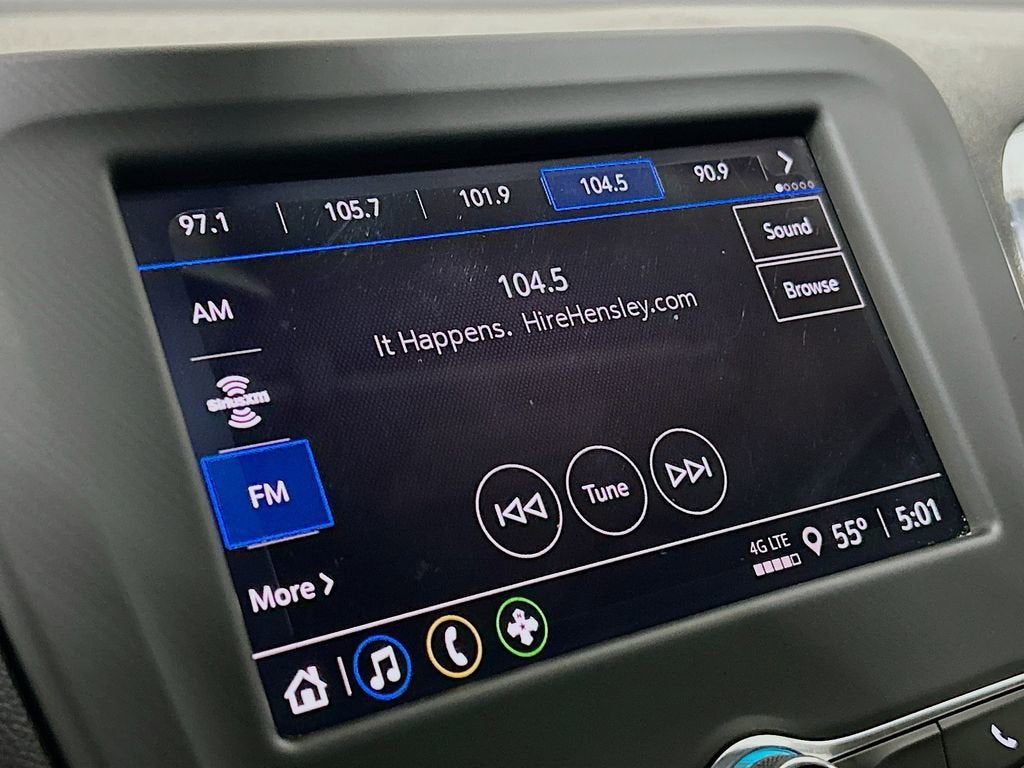 97.1 | 105.7 | 101.9 104.5 90.9
Sound
AM
104.5
Browse
It Happens. HireHensley.com
SiriusXM
FM
Tune
More
4G LTE 55° | 5:01